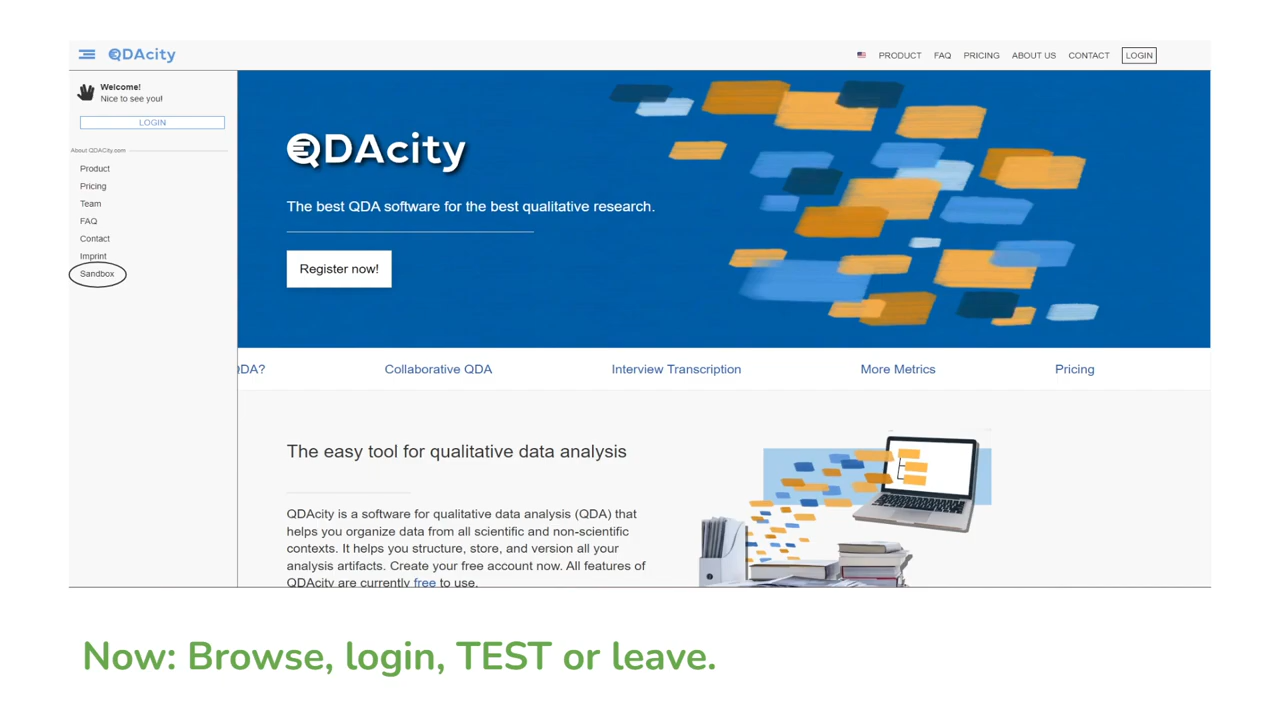 QDAcity
PRODUCT FAQ PRICING ABOUT US CONTACT LOGIN
Welcome!
Nice to see you!
LOGIN
About QDACity.com
Product
Pricing
Team
FAQ
Contact
Imprint
Sandbox
QDAcity
The best QDA software for the best qualitative research.
Register now!
QDA? Collaborative QDA Interview Transcription More Metrics Pricing
The easy tool for qualitative data analysis
QDAcity is a software for qualitative data analysis (QDA) that
helps you organize data from all scientific and non-scientific
contexts. It helps you structure, store, and version all your
analysis artifacts. Create your free account now. All features of
QDAcity are currently free to use.
Now: Browse, login, TEST or leave.